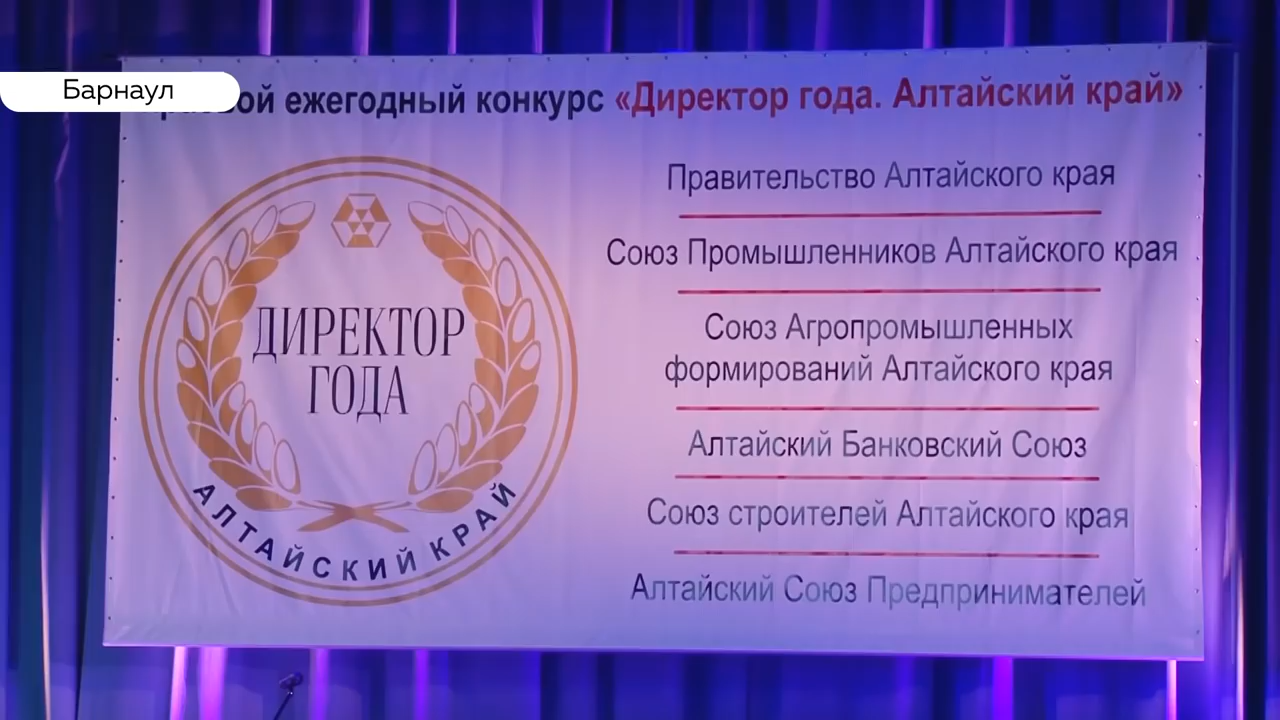 Барнаул
ежегодный конкурс «Директор года. Алтайский край»
ДИРЕКТОР
ГОДА
АЛТАЙСКИЙ КРАЙ
Правительство Алтайского края
Союз Промышленников Алтайского края
Союз Агропромышленных
формирований Алтайского края
Алтайский Банковский Союз
Союз строителей Алтайского края
Алтайский Союз Предпринимателей